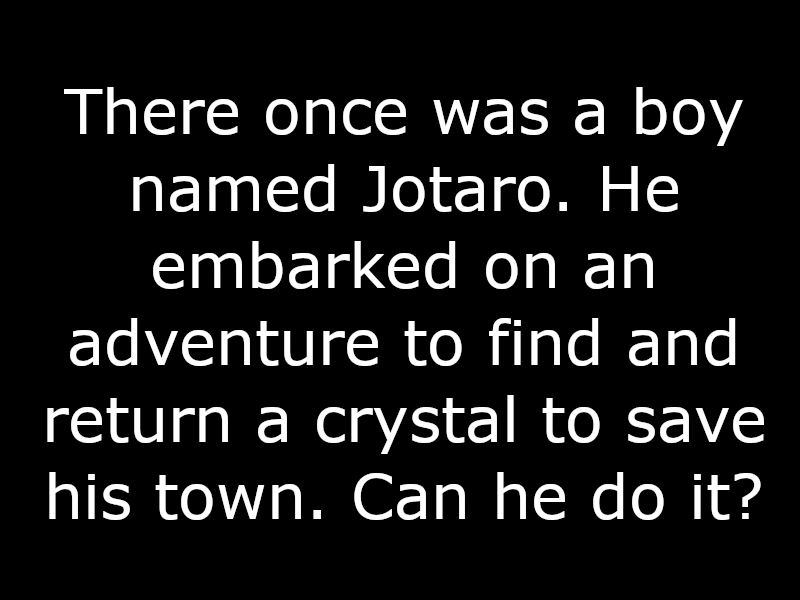 There once was a boy
named Jotaro. He
embarked on an
adventure to find and
return a crystal to save
his town. Can he do it?